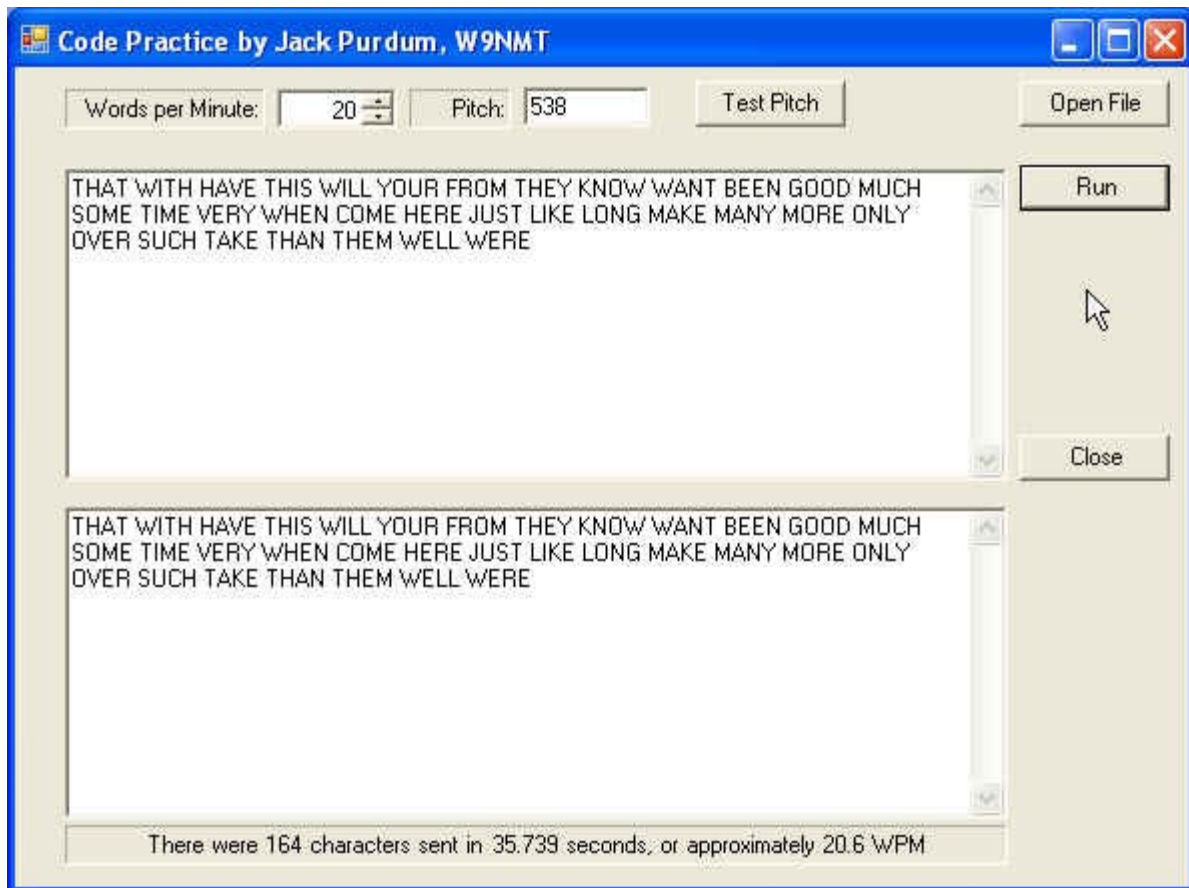 Code Practice by Jack Purdum, W9NMT
Words per Minute: 20 Pitch: 538 Test Pitch Open File
THAT WITH HAVE THIS WILL YOUR FROM THEY KNOW WANT BEEN GOOD MUCH
SOME TIME VERY WHEN COME HERE JUST LIKE LONG MAKE MANY MORE ONLY
OVER SUCH TAKE THAN THEM WELL WERE
Run
Close
THAT WITH HAVE THIS WILL YOUR FROM THEY KNOW WANT BEEN GOOD MUCH
SOME TIME VERY WHEN COME HERE JUST LIKE LONG MAKE MANY MORE ONLY
OVER SUCH TAKE THAN THEM WELL WERE
There were 164 characters sent in 35.739 seconds, or approximately 20.6 WPM